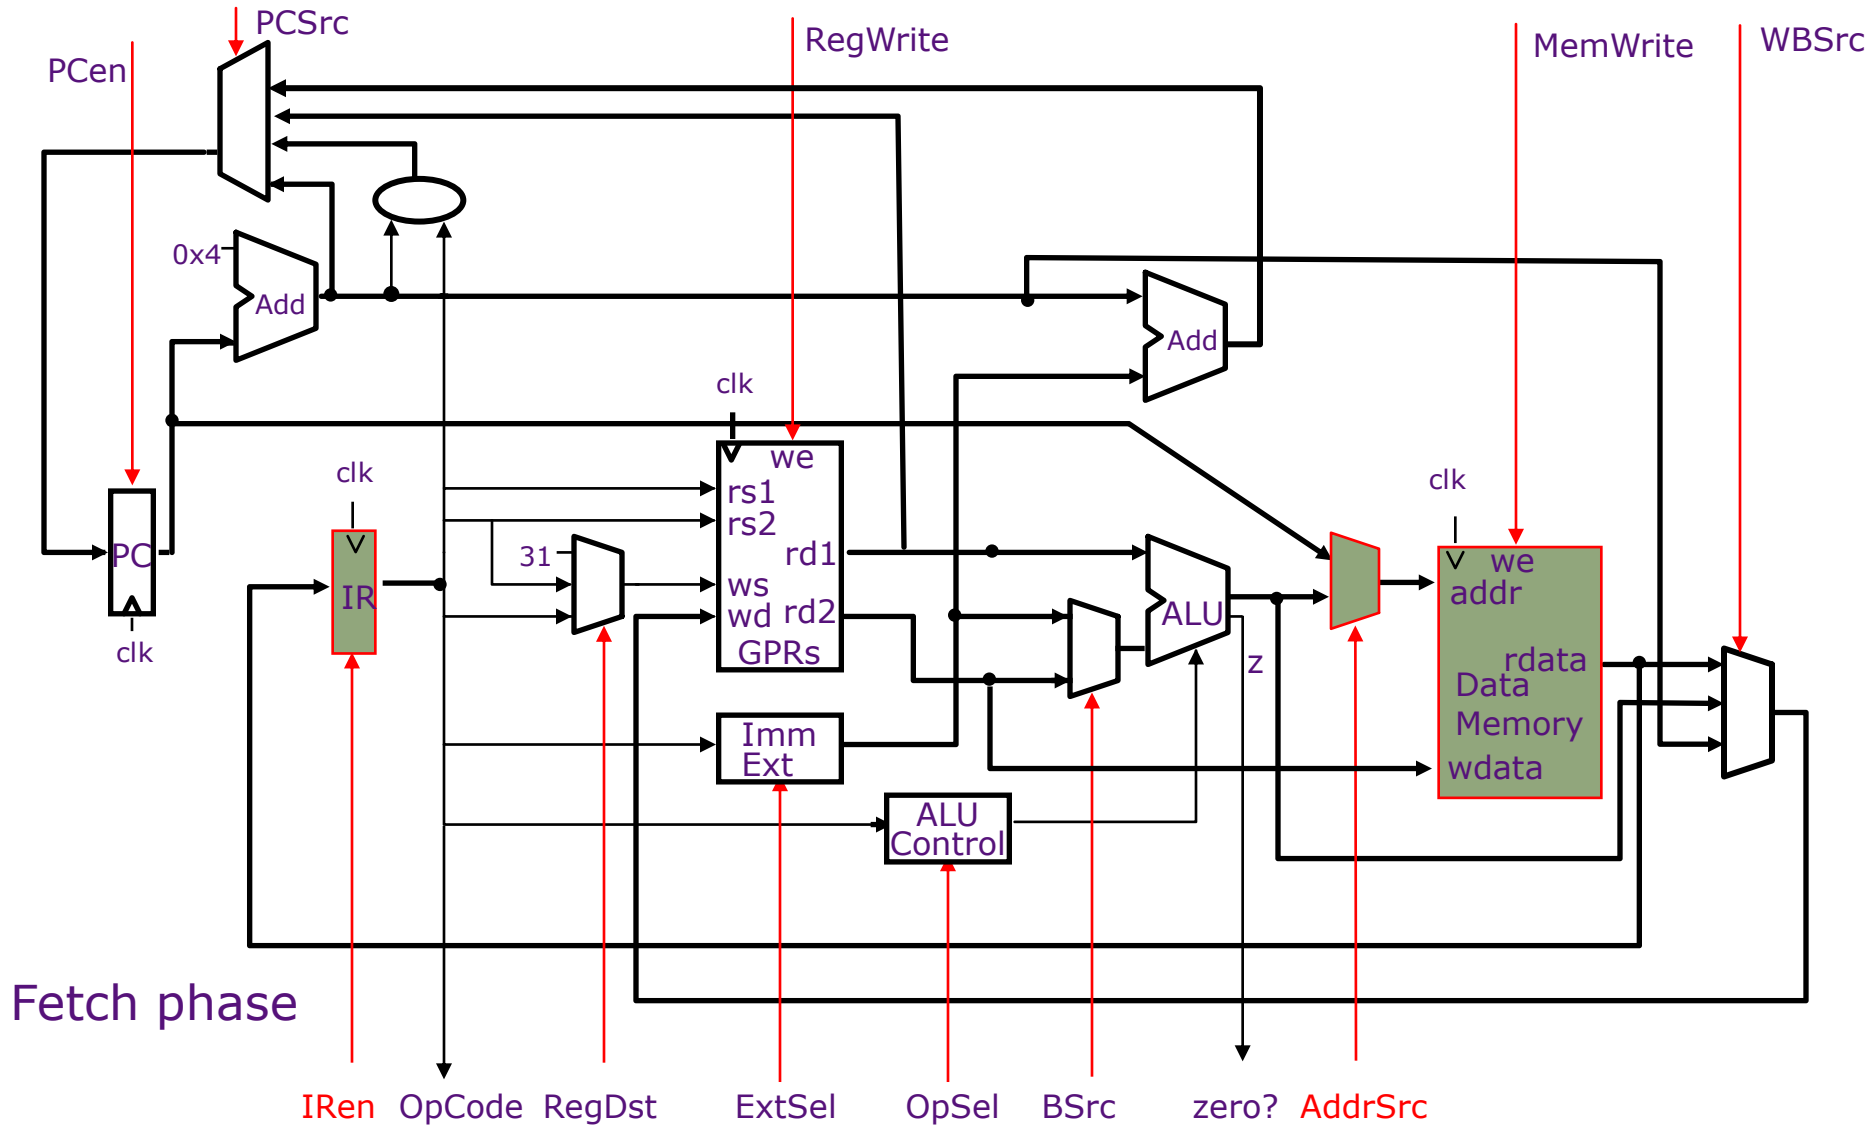 PCSrc
RegWrite
MemWrite
WBSrc
PCen
0x4
Add
Add
clk
we
clk
clk
rs1
rs2
31
rd1
PC
we
addr
IR
ws
wd
rd2
ALU
GPRs
clk
z
rdata
Data
Memory
Imm
Ext
wdata
ALU
Control
Fetch phase
IRen
OpCode
RegDst
ExtSel
OpSel
BSrc
zero?
AddrSrc